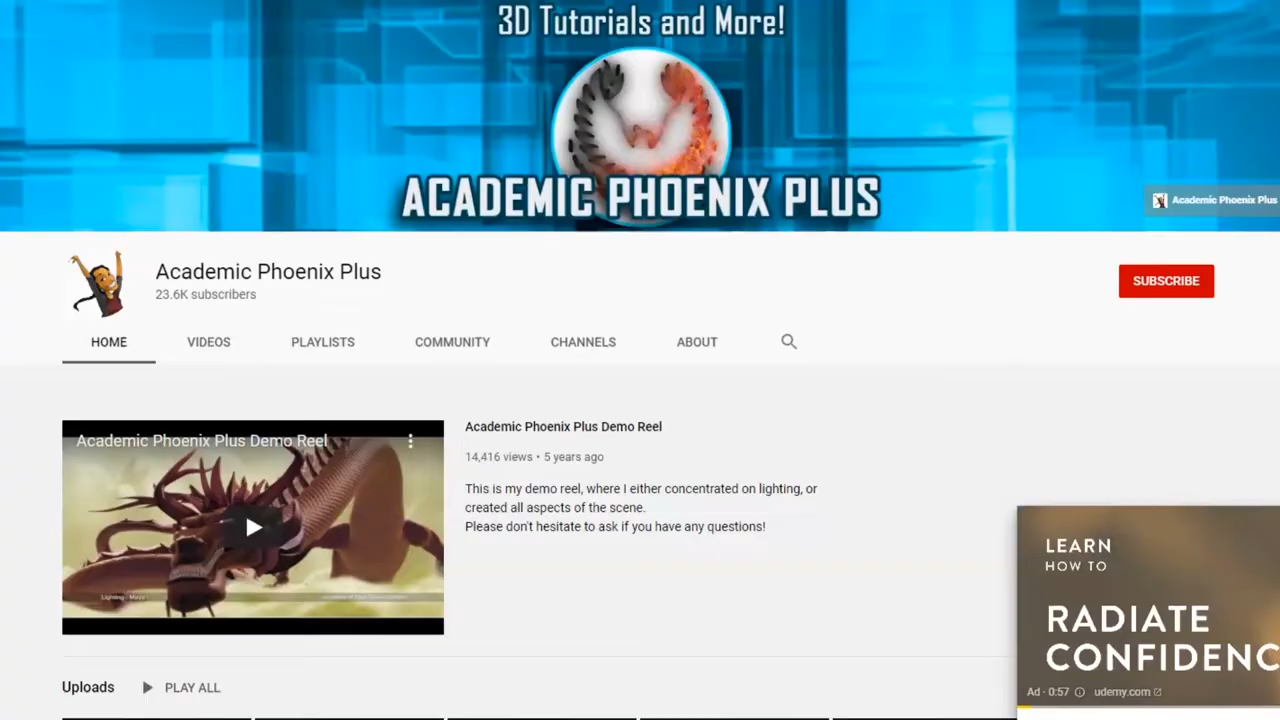 3D Tutorials and More!
ACADEMIC PHOENIX PLUS
Academic Phoenix Plus
Academic Phoenix Plus
23.6K subscribers
SUBSCRIBE
HOME
VIDEOS
PLAYLISTS
COMMUNITY
CHANNELS
ABOUT
Academic Phoenix Plus Demo Reel
Lighting - Maya
Academic Phoenix Plus Demo Reel
14,416 views • 5 years ago
This is my demo reel, where I either concentrated on lighting, or
created all aspects of the scene.
Please don't hesitate to ask if you have any questions!
LEARN
HOW TO
RADIATE
CONFIDENC
Ad · 0:57
udemy.com
Uploads
PLAY ALL